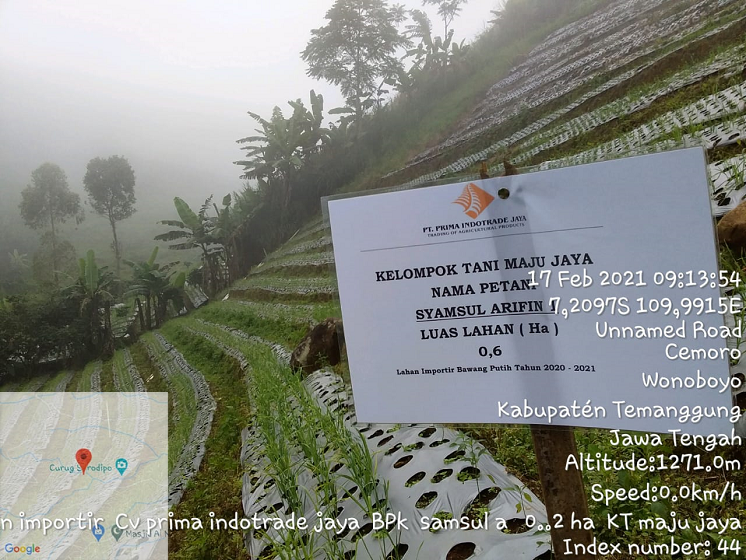 PT. PRIMA INDOTRADE JAYA
TRADING OF AGRICULTURAL PRODUCTS
KELOMPOK TANI MAJU JAYA
NAMA PETANI
SYAMSUL ARIFIN
LUAS LAHAN ( Ha )
0,6
Lahan Importir Bawang Putih Tahun 2020 - 2021
17 Feb 2021 09:13:54
7,2097S 109,9915E
Unnamed Road
Cemoro
Wonoboyo
Kabupatén Temanggung
Jawa Tengah
Altitude:1271.0m
Speed:0.0km/h
n importir Cv prima indotrade jaya BPk samsul a 0..2 ha KT maju jaya
Index number: 44
Curug
Google